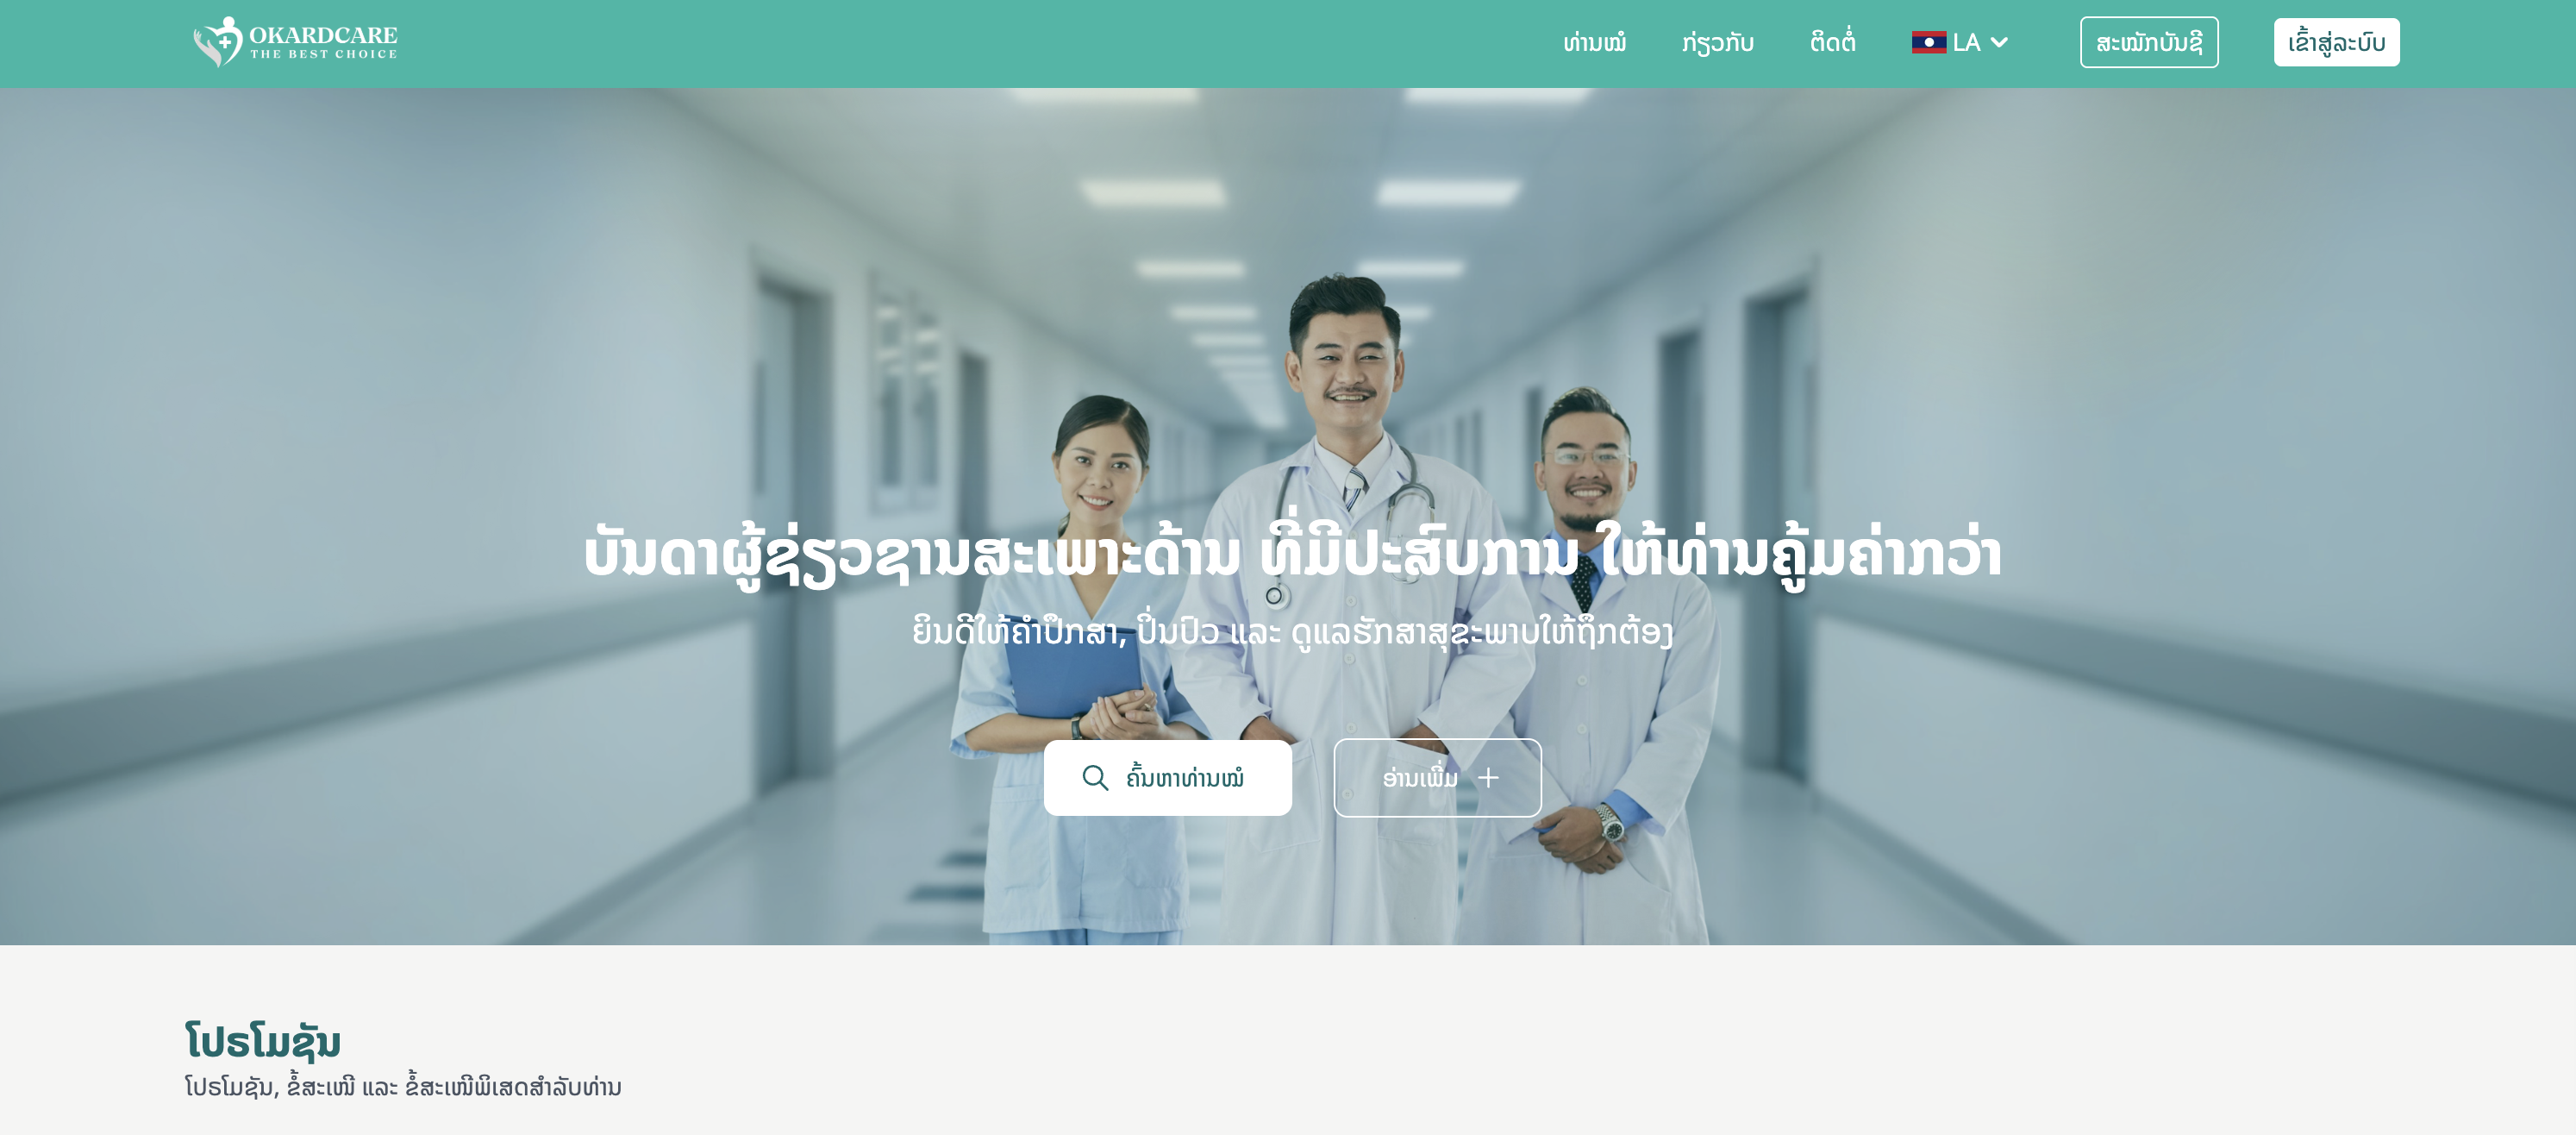 OKARDCARE
THE BEST CHOICE
ທ່ານໝໍ
ກ່ຽວກັບ
ຕິດຕໍ່
LA
ສະໝັກບັນຊີ
ເຂົ້າສູ່ລະບົບ
ບັນດາຜູ້ຊ່ຽວຊານສະເພາະດ້ານ ທີ່ມີປະສົບການ ໃຫ້ທ່ານຄູ້ມຄ່າກວ່າ
ຍິນດີໃຫ້ຄຳປຶກສາ, ປິ່ນປົວ ແລະ ດູແລຮັກສາສຸຂະພາບໃຫ້ຖືກຕ້ອງ
ຄົ້ນຫາທ່ານໝໍ
ອ່ານເພີ່ມ
ໂປຣໂມຊັນ
ໂປຣໂມຊັນ, ຂໍ້ສະເໜີ ແລະ ຂໍ້ສະເໜີພິເສດສຳລັບທ່ານ